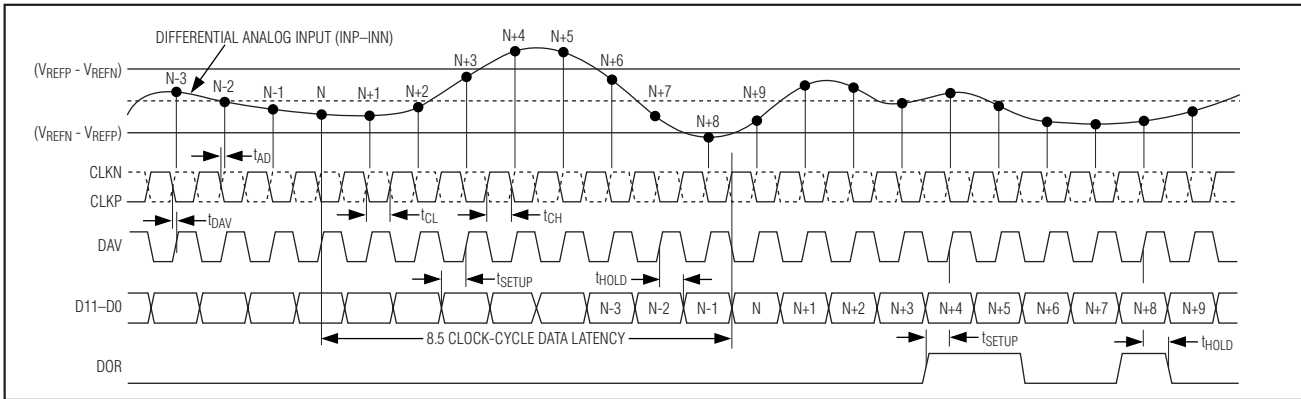 DIFFERENTIAL ANALOG INPUT (INP–INN)
(VREFP - VREFN)
(VREFN - VREFP)
N-3
N-2
N-1
N
N+1
N+2
N+3
N+4
N+5
N+6
N+7
N+8
N+9
tAD
CLKN
CLKP
tDAV
tCL
tCH
DAV
tSETUP
tHOLD
D11–D0
N-3
N-2
N-1
N
N+1
N+2
N+3
N+4
N+5
N+6
N+7
N+8
N+9
8.5 CLOCK-CYCLE DATA LATENCY
tSETUP
tHOLD
DOR